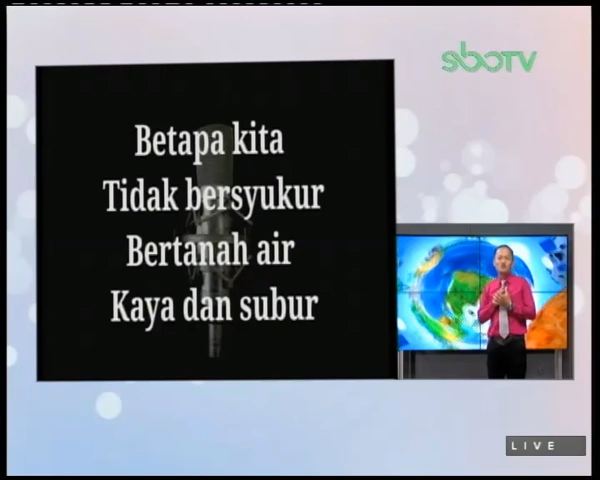 sboTV
Betapa kita
Tidak bersyukur
Bertanah air
Kaya dan subur
LIVE